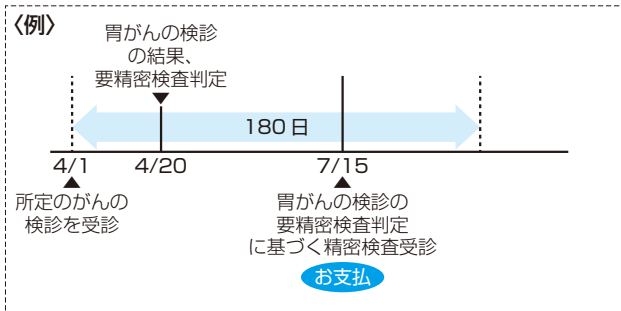 〈例〉
胃がんの検診
の結果、
要精密検査判定
180日
4/1
4/20
7/15
所定のがんの
検診を受診
胃がんの検診の
要精密検査判定
に基づく精密検査受診
お支払